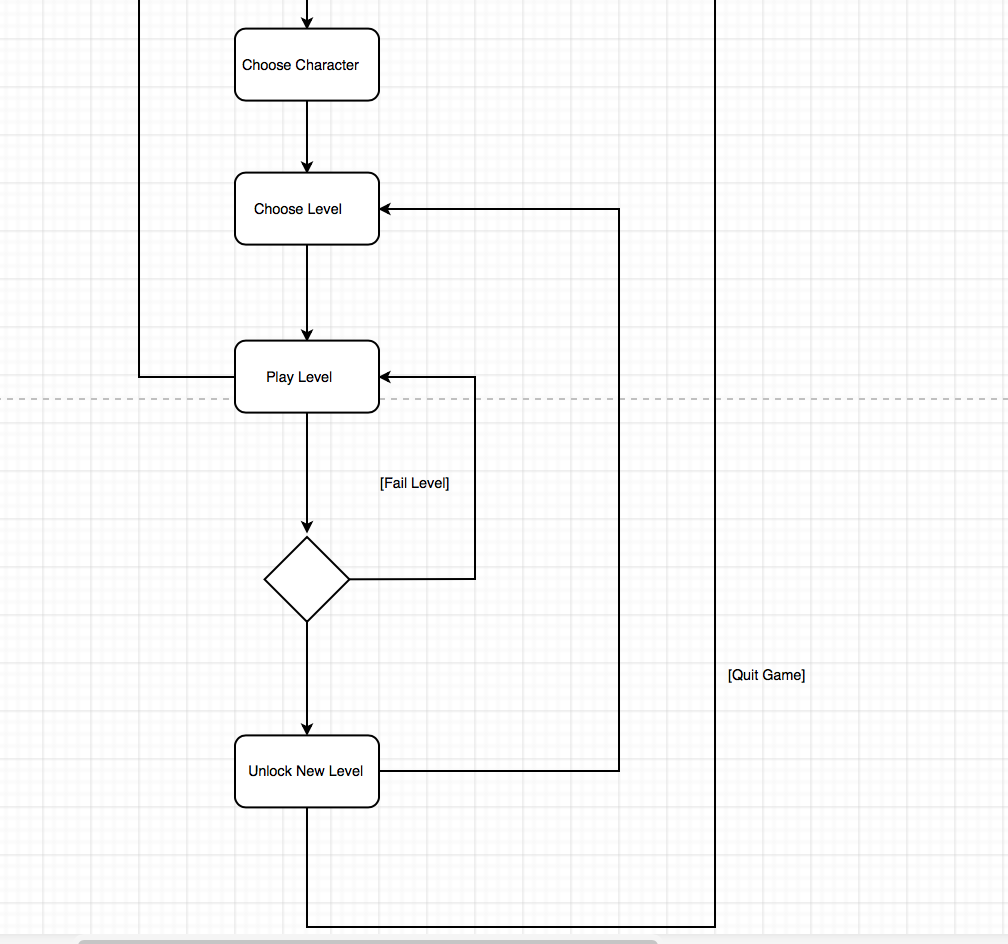 Choose Character
Choose Level
Play Level
[Fail Level]
[Quit Game]
Unlock New Level